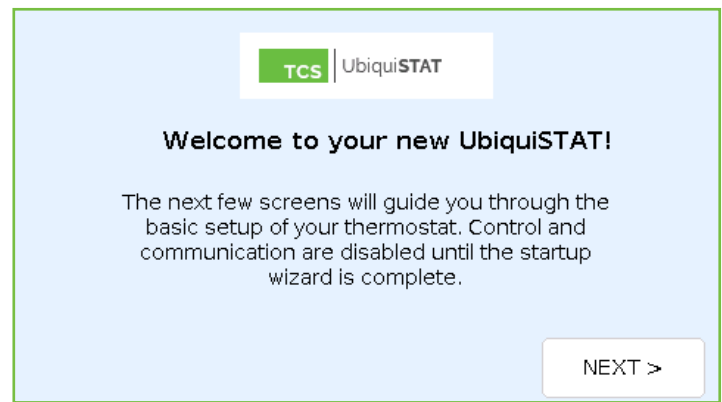 TCS UbiquiSTAT
Welcome to your new UbiquiSTAT!
The next few screens will guide you through the
basic setup of your thermostat. Control and
communication are disabled until the startup
wizard is complete.
NEXT >